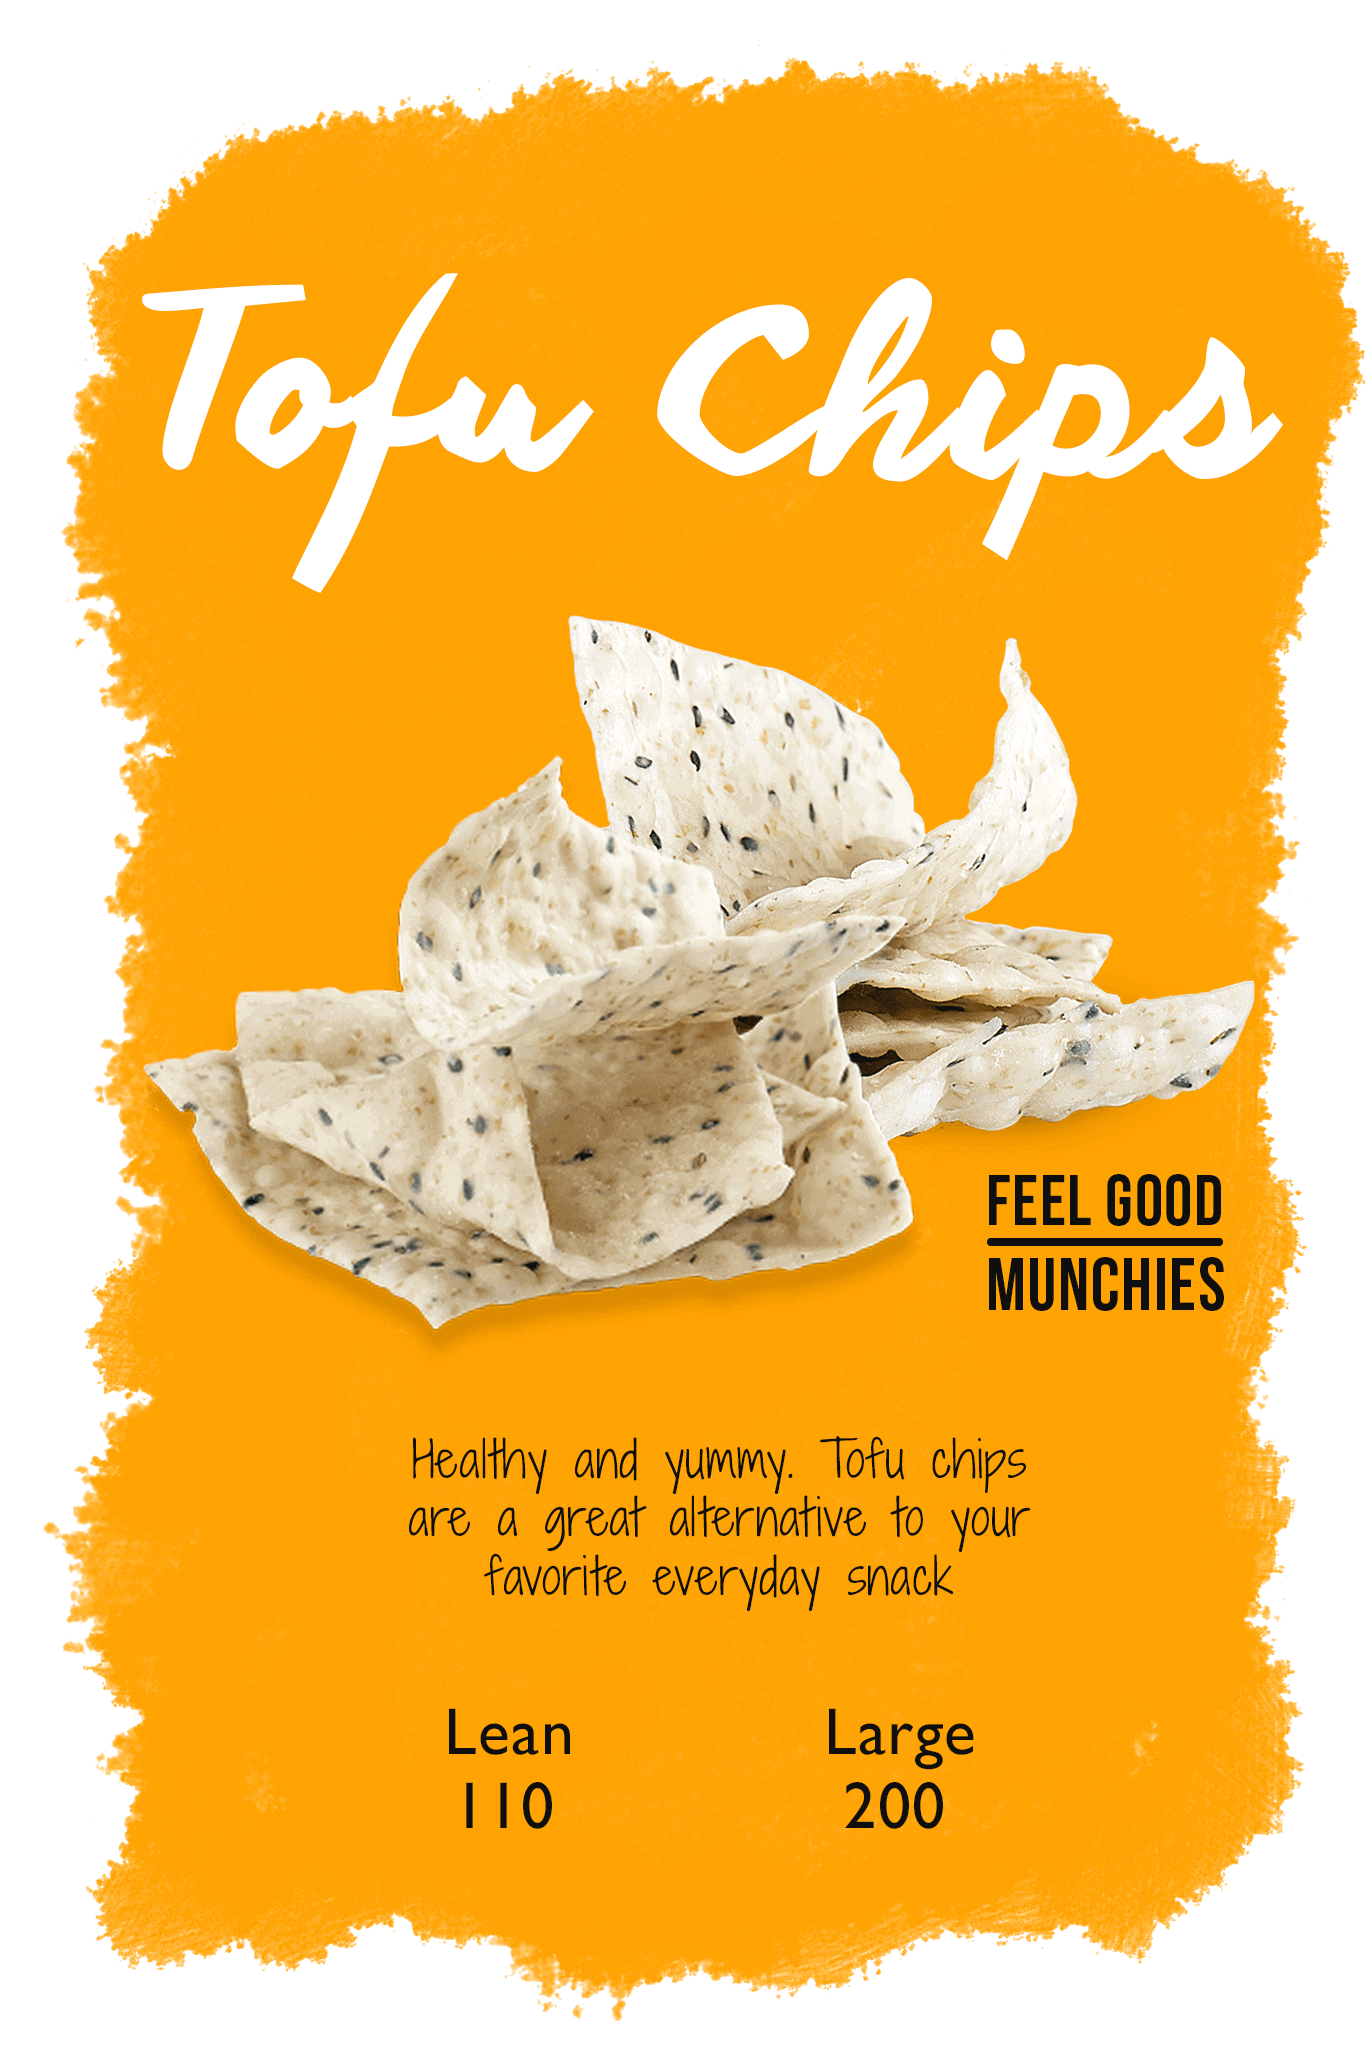 Tofu Chips
FEEL GOOD
MUNCHIES
Healthy and yummy. Tofu chips
are a great alternative to your
favorite everyday snack
Lean
110
Large
200